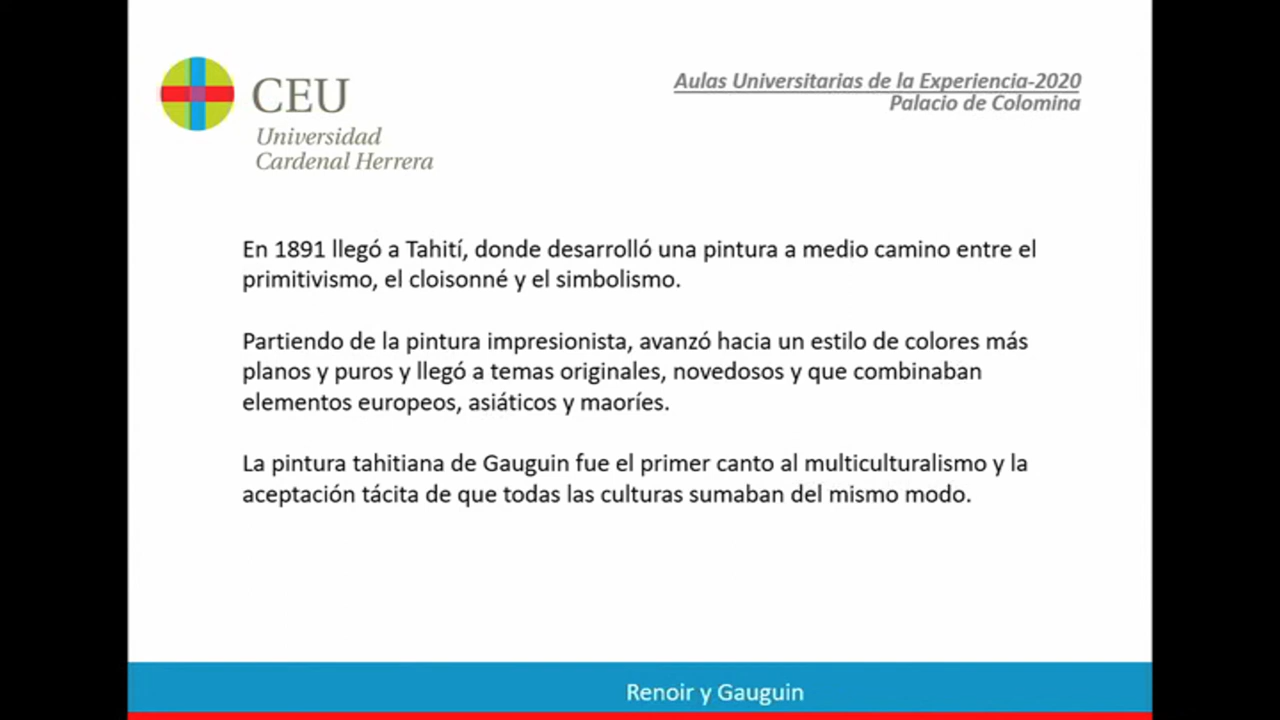 CEU
Universidad
Cardenal Herrera
Aulas Universitarias de la Experiencia-2020
Palacio de Colomina
En 1891 llegó a Tahití, donde desarrolló una pintura a medio camino entre el
primitivismo, el cloisonné y el simbolismo.
Partiendo de la pintura impresionista, avanzó hacia un estilo de colores más
planos y puros y llegó a temas originales, novedosos y que combinaban
elementos europeos, asiáticos y maoríes.
La pintura tahitiana de Gauguin fue el primer canto al multiculturalismo y la
aceptación tácita de que todas las culturas sumaban del mismo modo.
Renoir y Gauguin